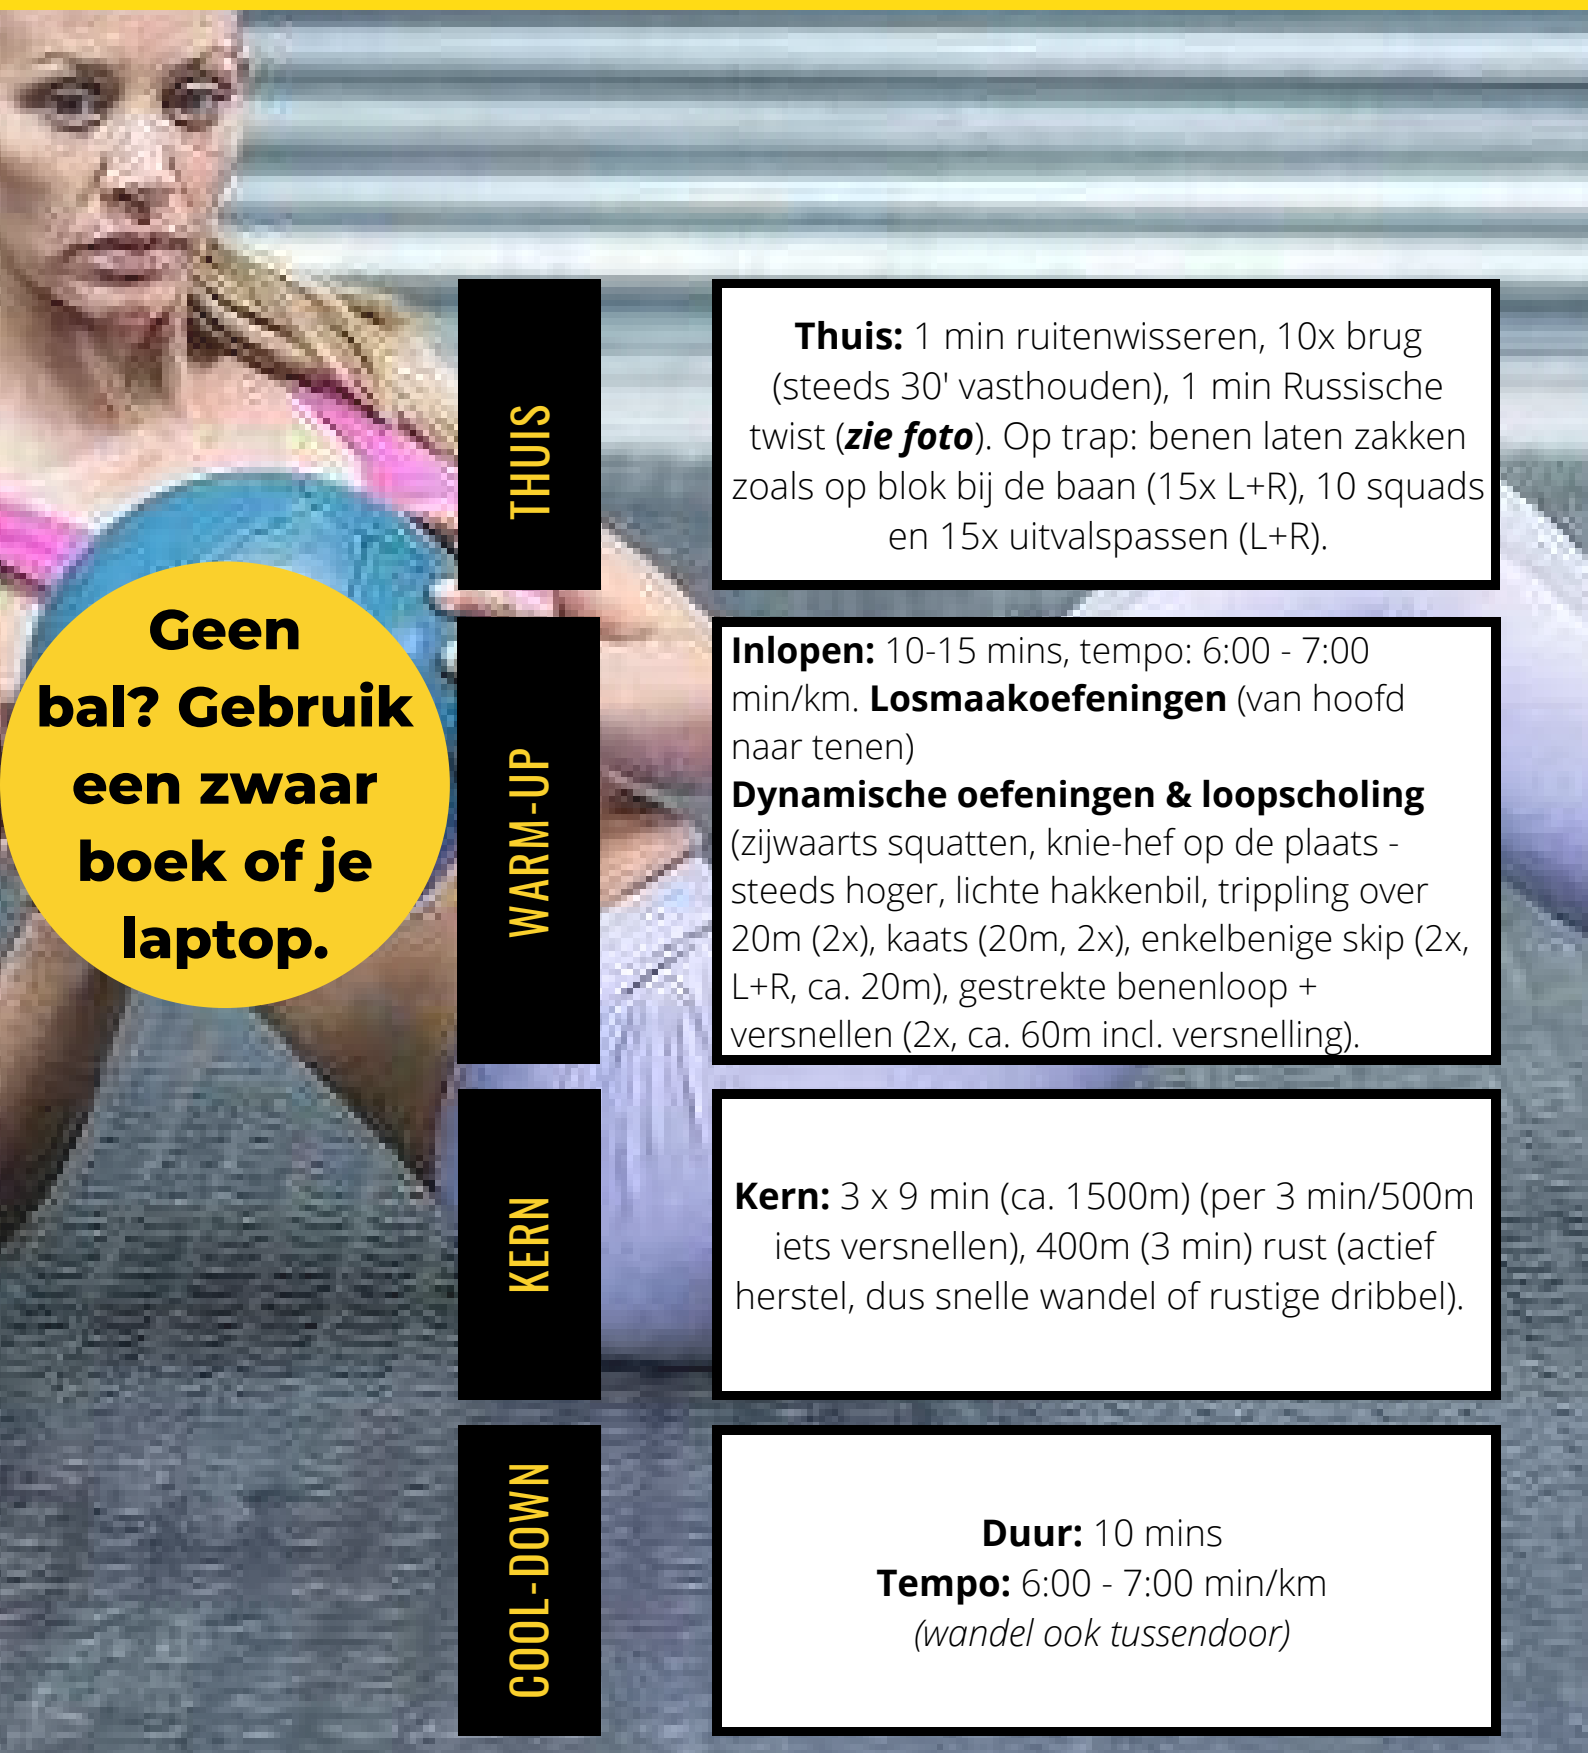 THUIS
Thuis: 1 min ruitenwisseren, 10x brug
(steeds 30' vasthouden), 1 min Russische
twist (zie foto). Op trap: benen laten zakken
zoals op blok bij de baan (15x L+R), 10 squads
en 15x uitvalspassen (L+R).
Geen
bal? Gebruik
een zwaar
boek of je
laptop.
WARM-UP
Inlopen: 10-15 mins, tempo: 6:00 - 7:00
min/km. Losmaakoefeningen (van hoofd
naar tenen)
Dynamische oefeningen & loopscholing
(zijwaarts squatten, knie-hef op de plaats -
steeds hoger, lichte hakkenbil, trippling over
20m (2x), kaats (20m, 2x), enkelbenige skip (2x,
L+R, ca. 20m), gestrekte benenloop +
versnellen (2x, ca. 60m incl. versnelling).
KERN
Kern: 3 x 9 min (ca. 1500m) (per 3 min/500m
iets versnellen), 400m (3 min) rust (actief
herstel, dus snelle wandel of rustige dribbel).
COOL-DOWN
Duur: 10 mins
Tempo: 6:00 - 7:00 min/km
(wandel ook tussendoor)